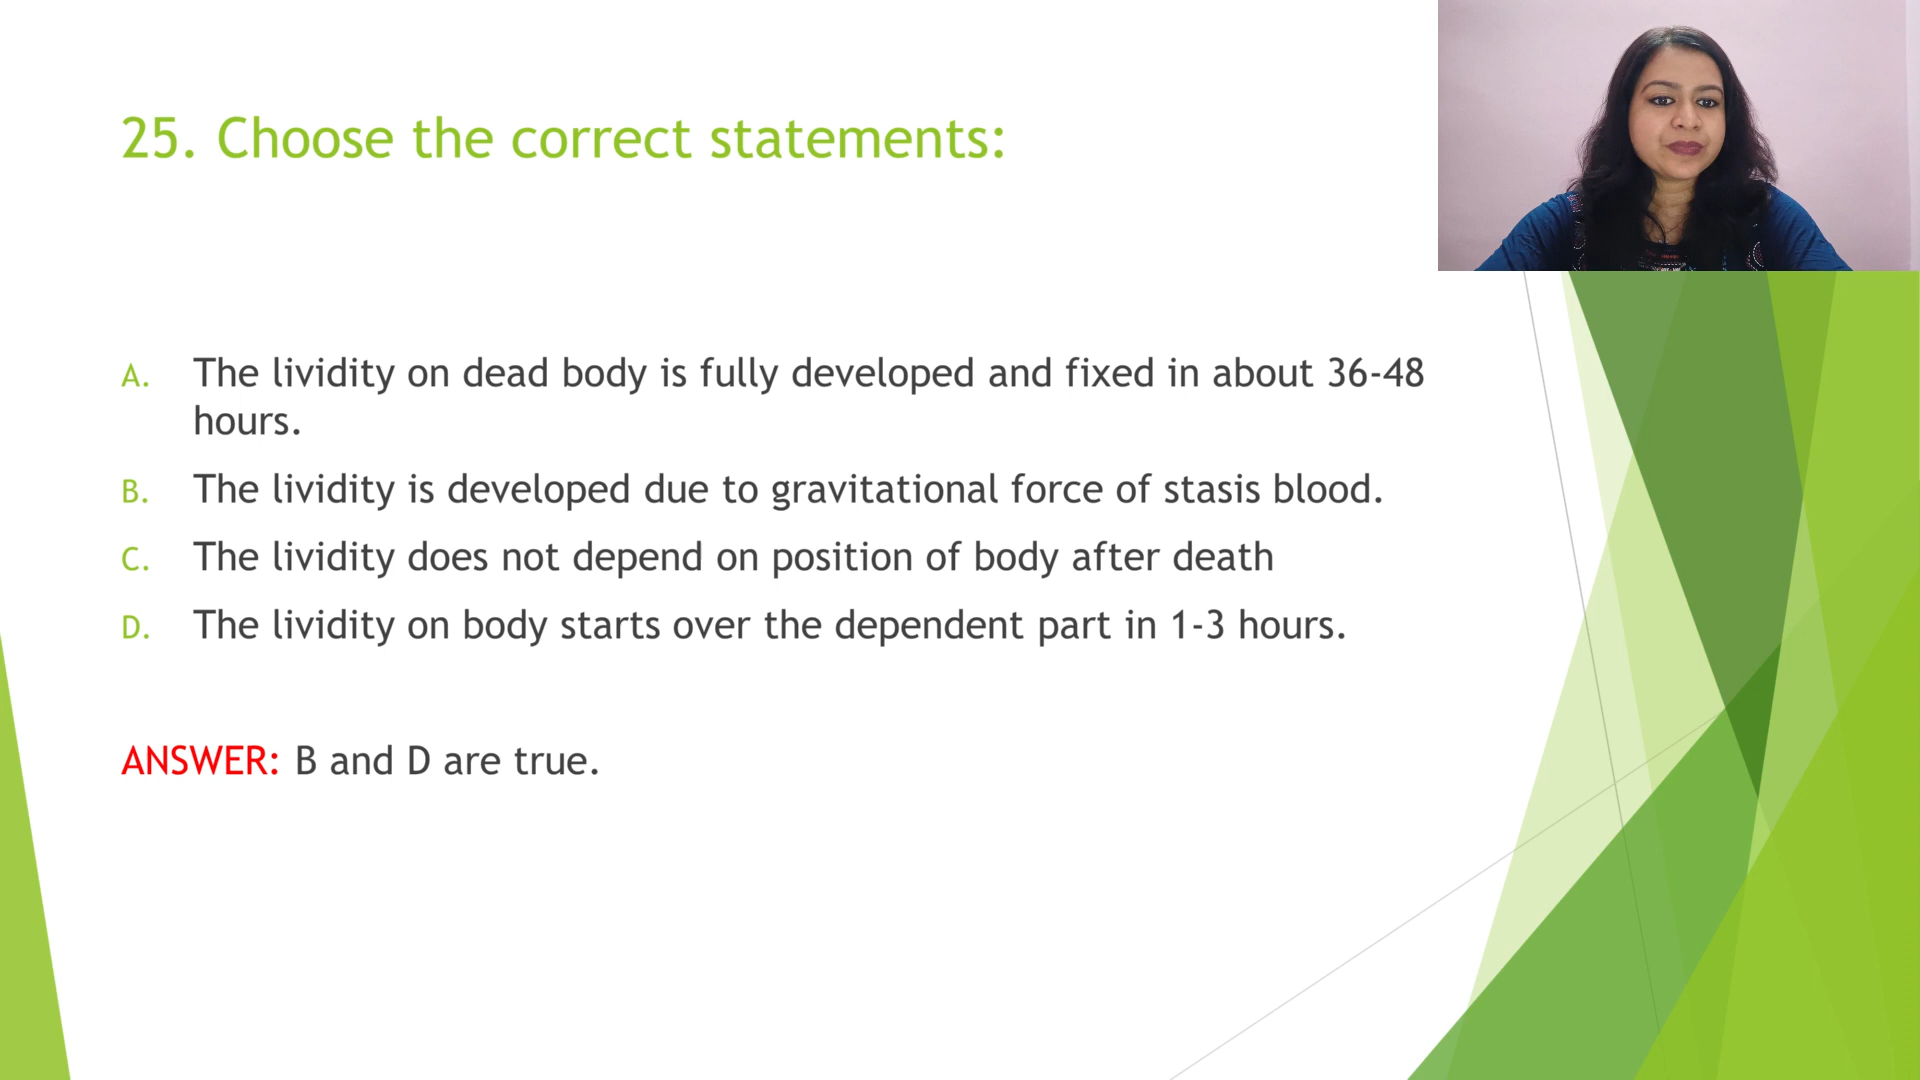 25. Choose the correct statements:
A. The lividity on dead body is fully developed and fixed in about 36-48
hours.
B. The lividity is developed due to gravitational force of stasis blood.
C. The lividity does not depend on position of body after death
D. The lividity on body starts over the dependent part in 1-3 hours.
ANSWER: B and D are true.